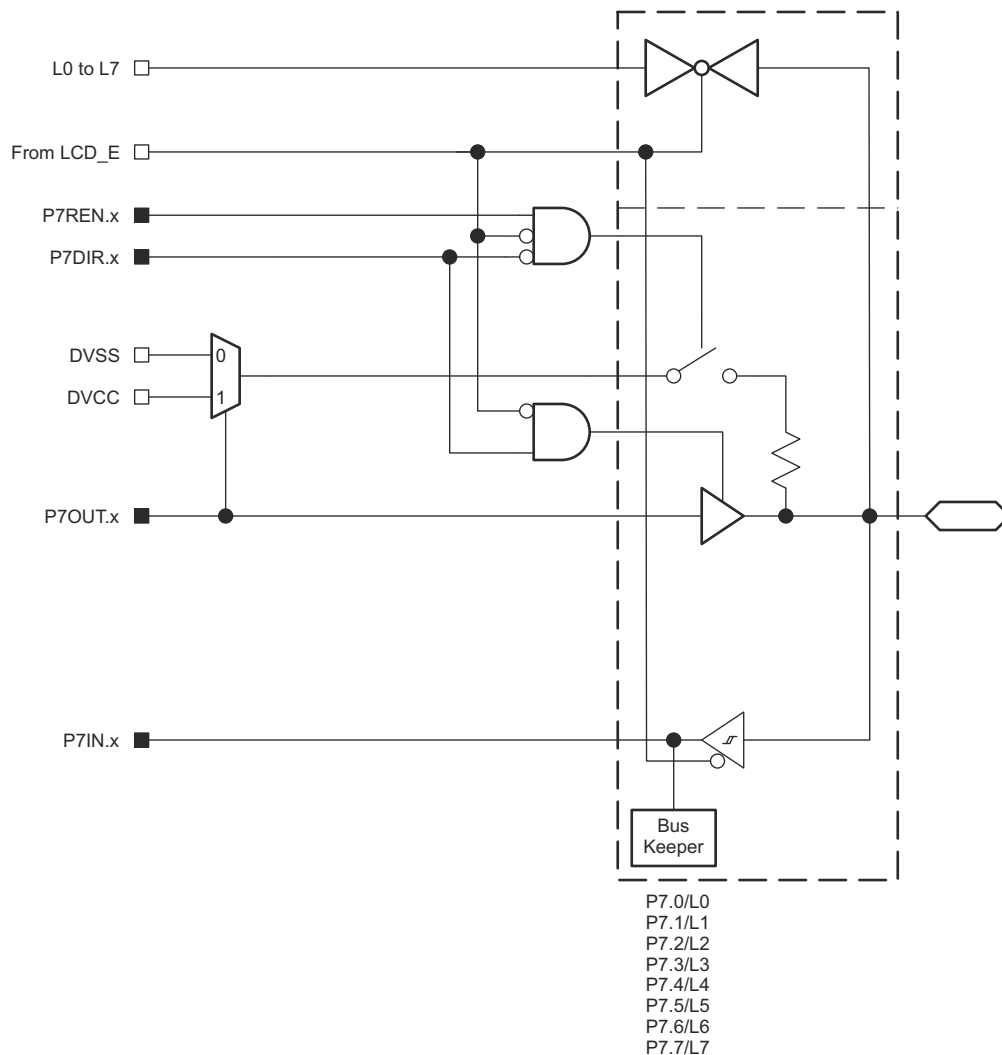 L0 to L7
From LCD_E
P7REN.x
P7DIR.x
DVSS
0
DVCC
1
P7OUT.x
P7IN.x
Bus
Keeper
P7.0/L0
P7.1/L1
P7.2/L2
P7.3/L3
P7.4/L4
P7.5/L5
P7.6/L6
P7.7/L7